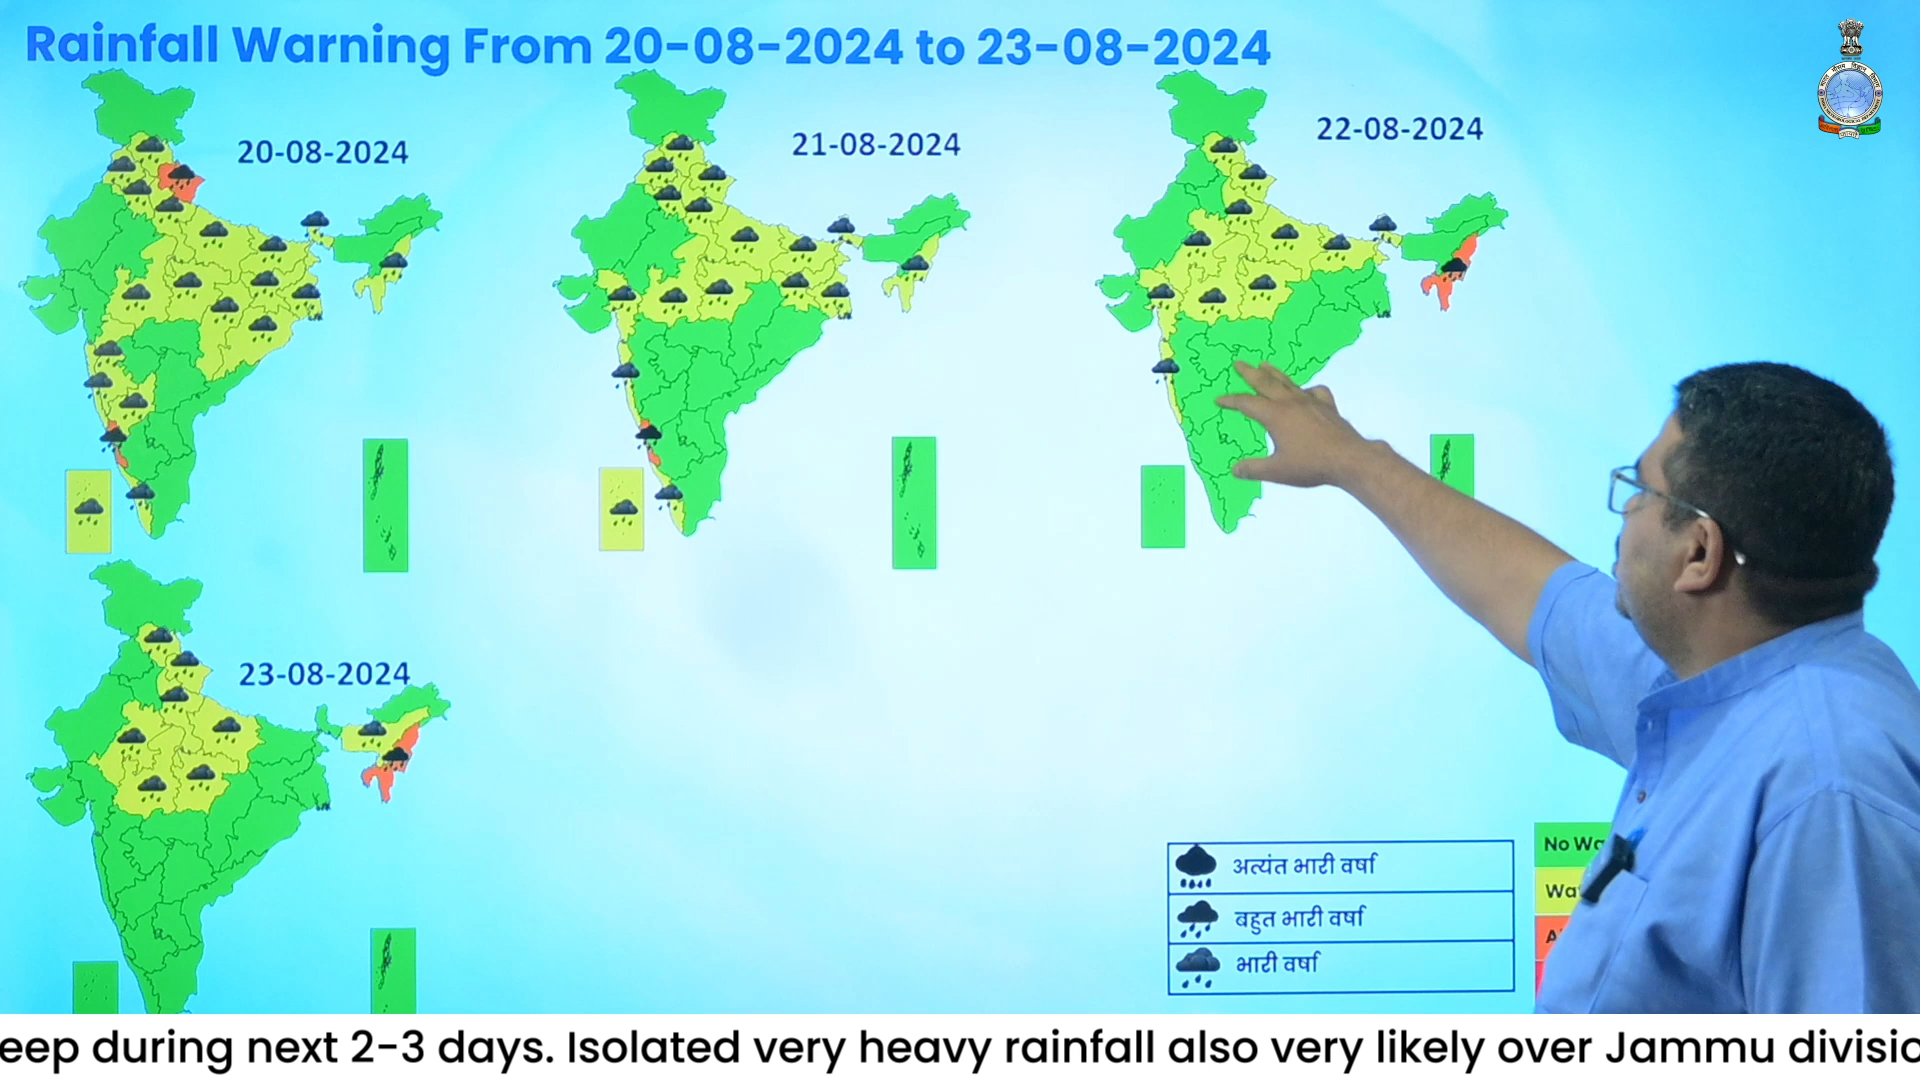 Rainfall Warning From 20-08-2024 to 23-08-2024
20-08-2024
21-08-2024
22-08-2024
23-08-2024
अत्यंत भारी वर्षा
बहुत भारी वर्षा
भारी वर्षा
No
during next 2-3 days. Isolated very heavy rainfall also very likely over Jammu